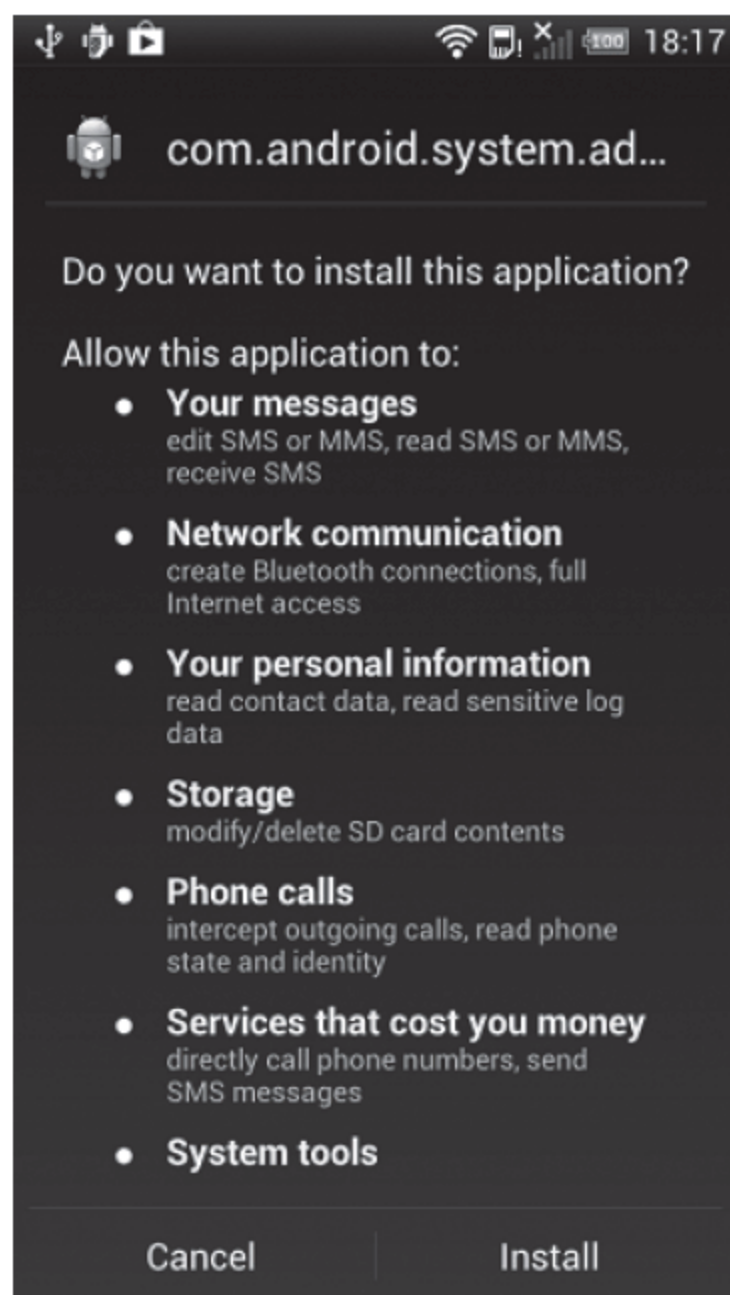 100 18:17
com.android.system.ad...
Do you want to install this application?
Allow this application to:
• Your messages
edit SMS or MMS, read SMS or MMS,
receive SMS
• Network communication
create Bluetooth connections, full
Internet access
• Your personal information
read contact data, read sensitive log
data
• Storage
modify/delete SD card contents
• Phone calls
intercept outgoing calls, read phone
state and identity
• Services that cost you money
directly call phone numbers, send
SMS messages
• System tools
Cancel Install